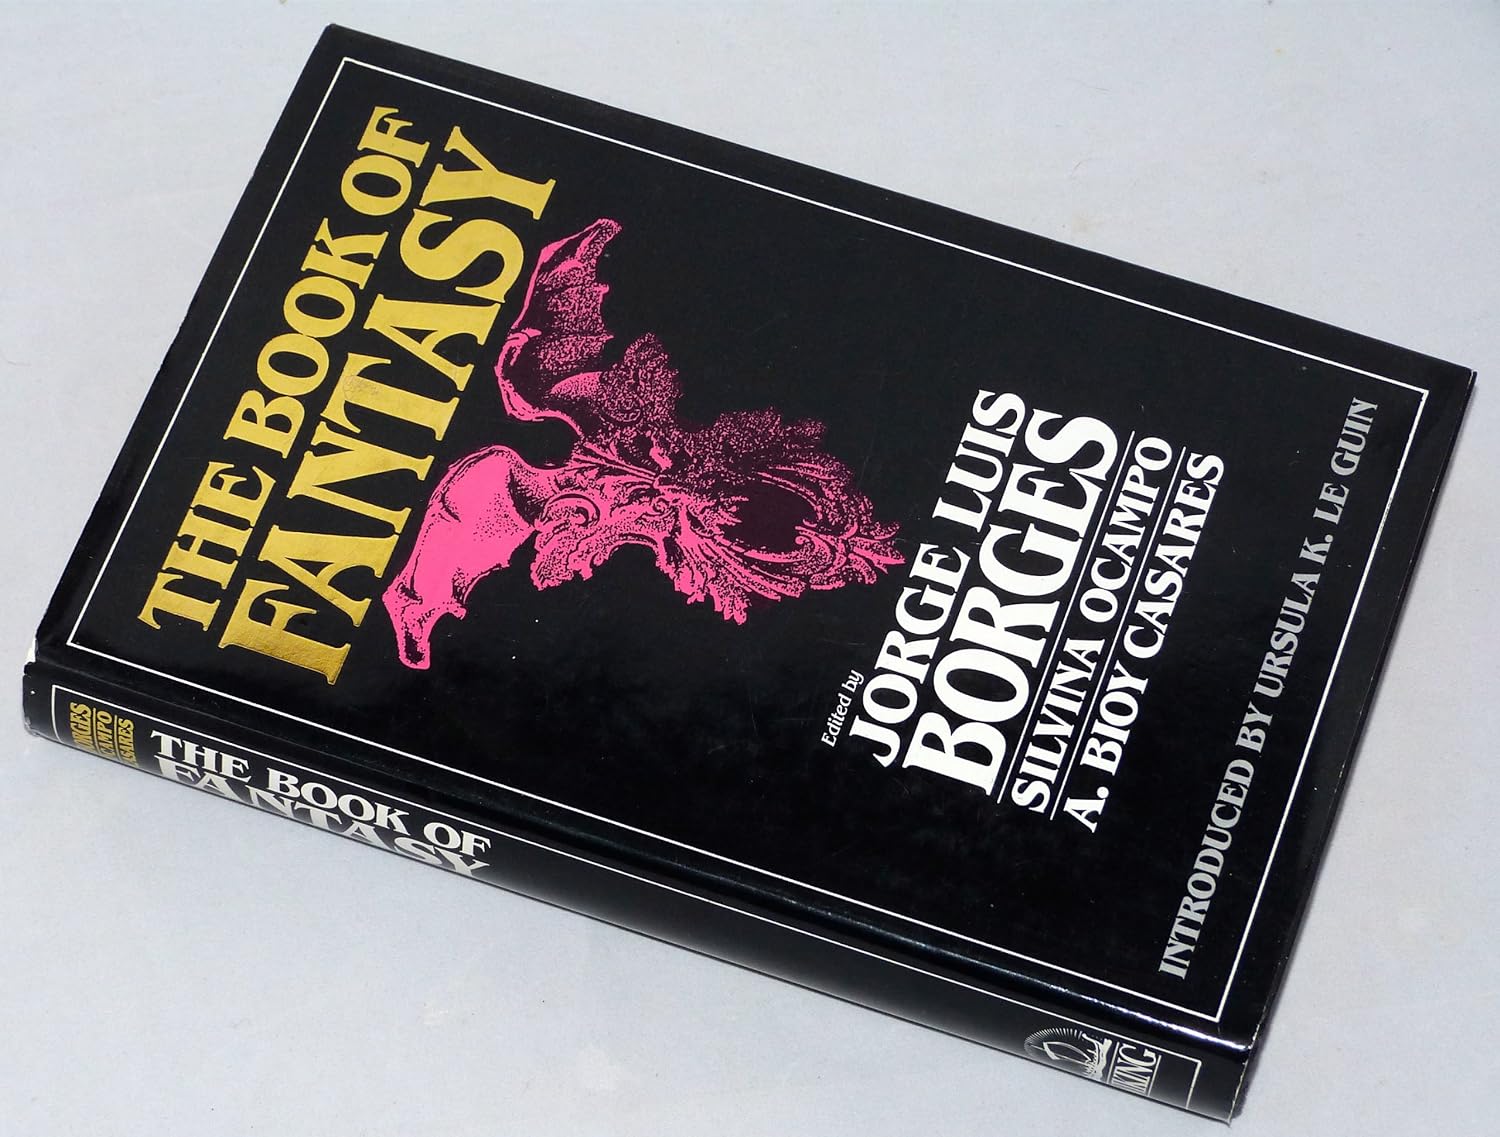 THE BOOK OF
FANTASY
Edited by
JORGE LUIS
BORGES
SILVINA OCAMPO
A. BIOY CASARES
INTRODUCED BY URSULA K. LE GUIN
THE BOOK OF
FANTASY